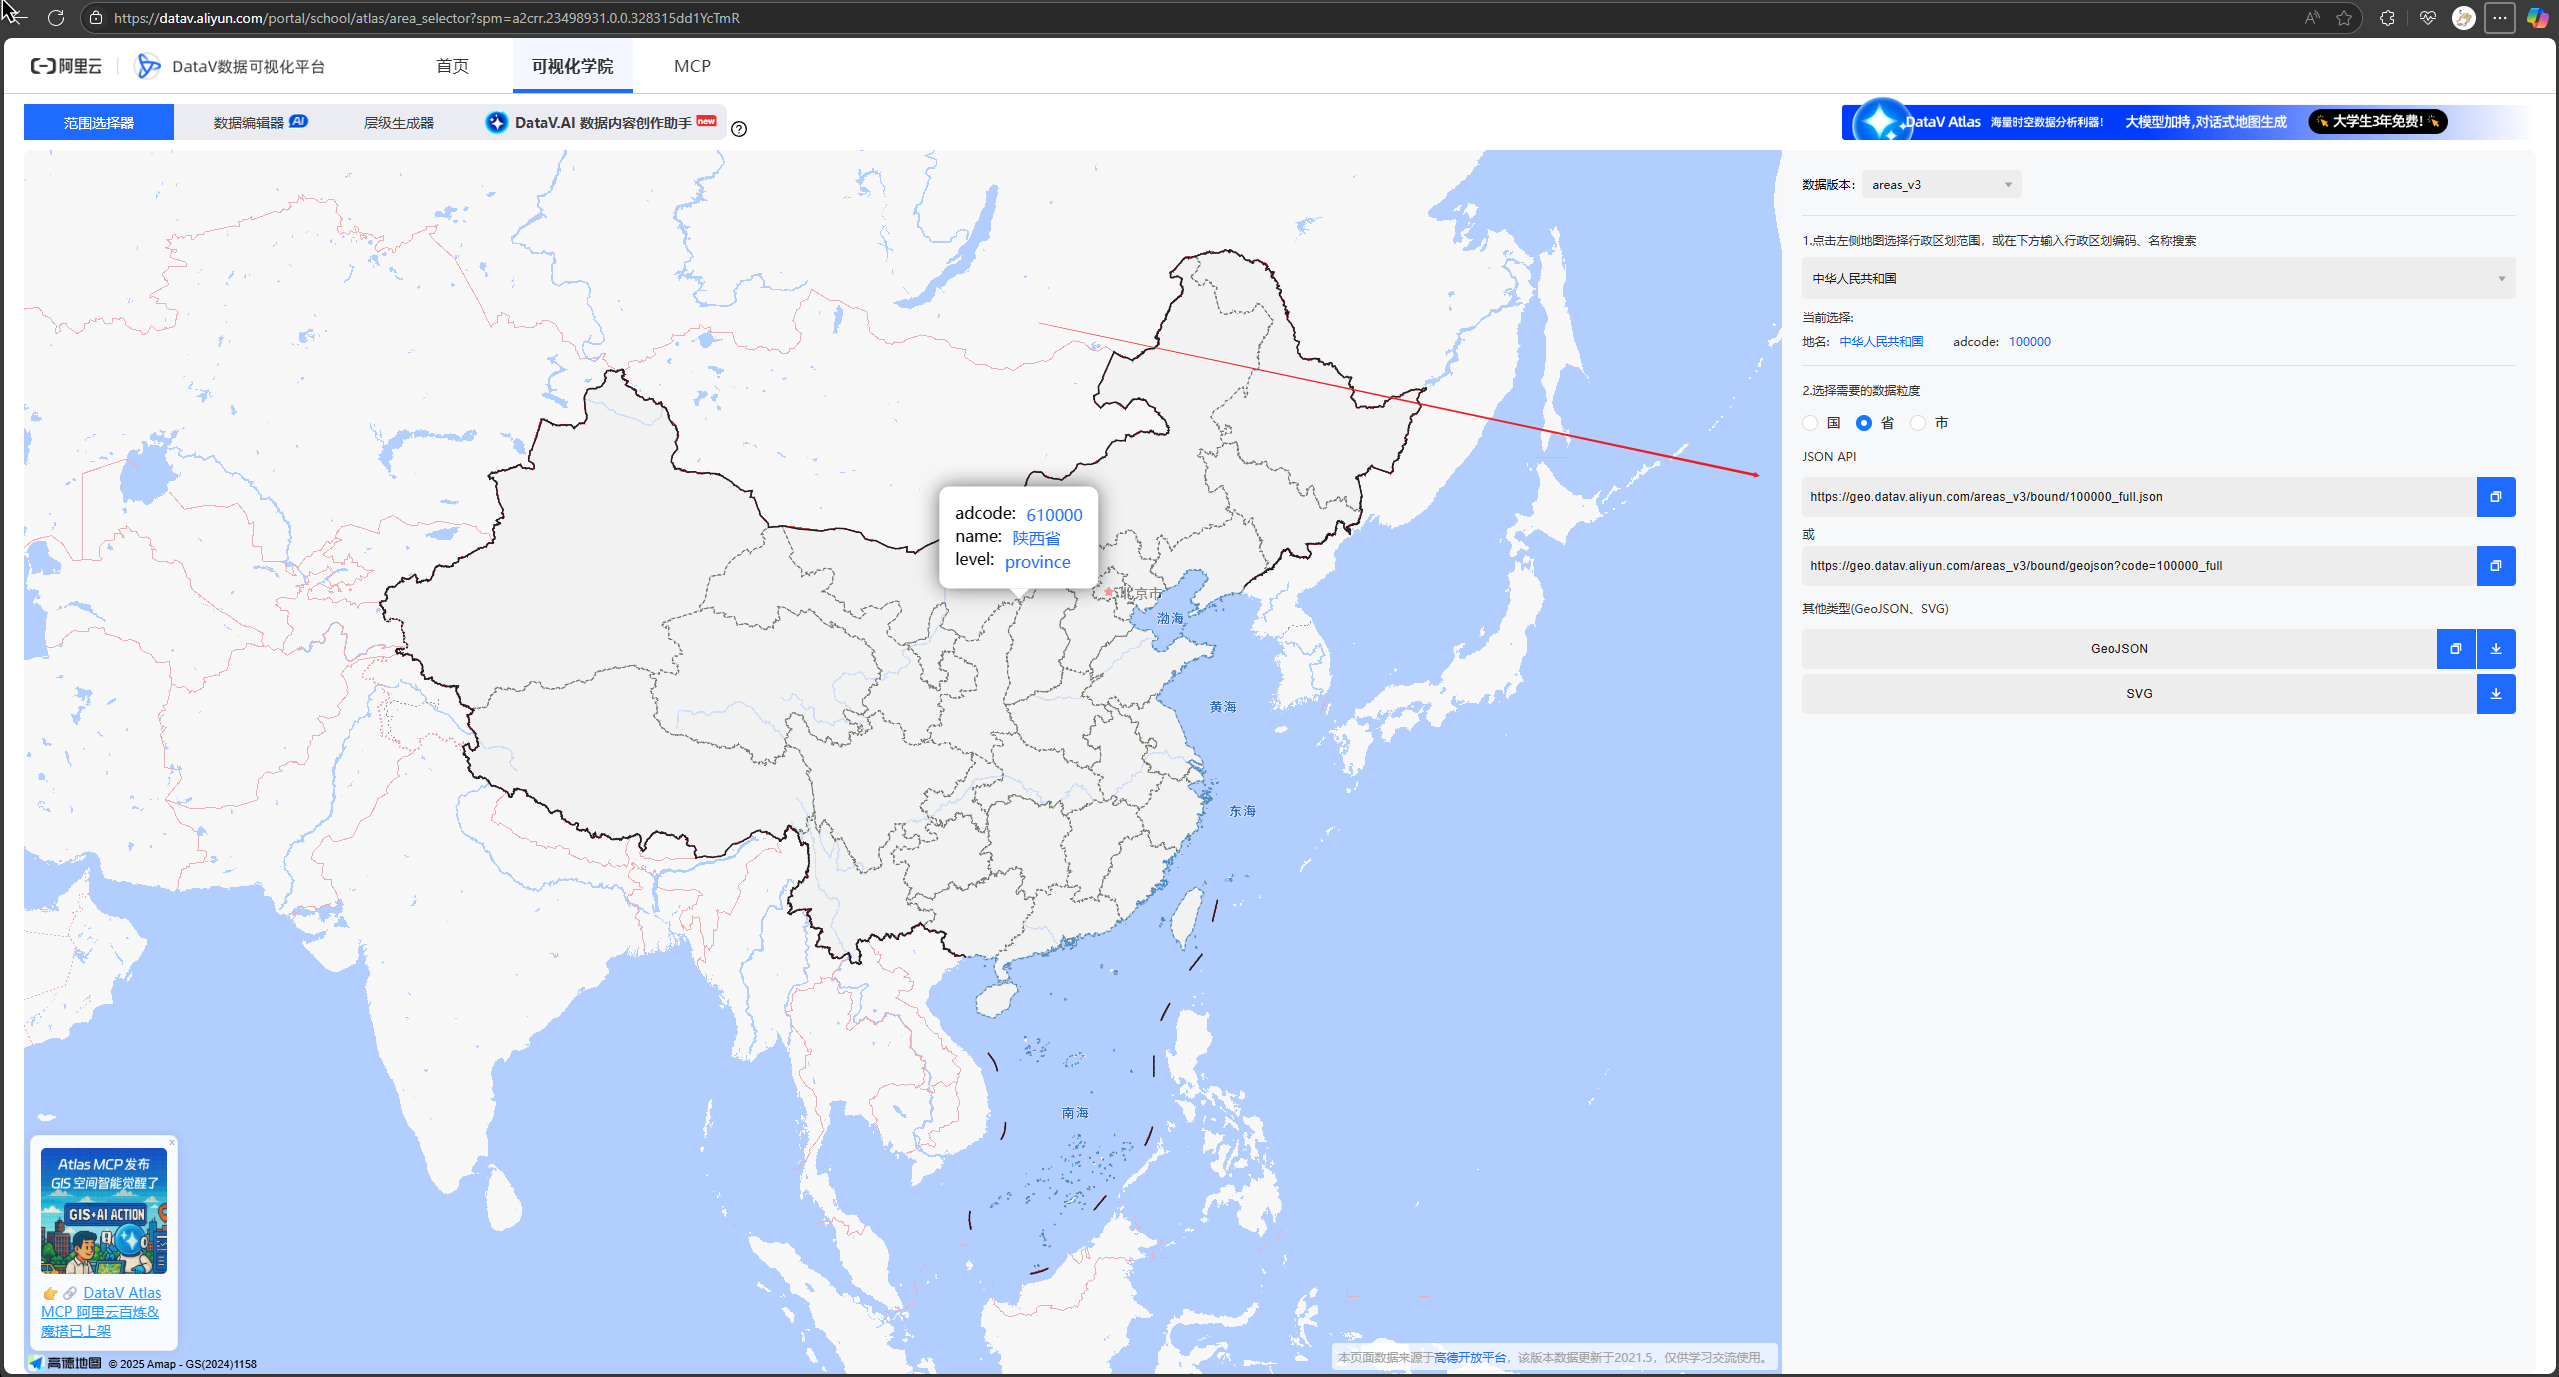 https://datav.aliyun.com/portal/school/atlas/area_selector?spm=a2crr.23498931.0.0.328315dd1YcTmR
阿里云
DataV数据可视化平台
首页
可视化学院
MCP
范围选择器
数据编辑器 AI
层级生成器
DataV.AI 数据内容创作助手 new
?
DataV Atlas 海量时空数据分析利器! 大模型加持,对话式地图生成 大学生3年免费!
adcode: 610000
name: 陕西省
level: province
北京市
渤海
黄海
东海
南海
x
Atlas MCP 发布
GIS 空间智能觉醒了
GIS+AI ACTION
DataV Atlas
MCP 阿里云百炼&
魔搭已上架
高德地图 © 2025 Amap - GS(2024)1158
本页面数据来源于高德开放平台，该版本数据更新于2021.5，仅供学习交流使用。
数据版本: areas_v3
1.点击左侧地图选择行政区划范围，或在下方输入行政区划编码、名称搜索
中华人民共和国
当前选择:
地名: 中华人民共和国 adcode: 100000
2.选择需要的数据粒度
国 省 市
JSON API
https://geo.datav.aliyun.com/areas_v3/bound/100000_full.json
或
https://geo.datav.aliyun.com/areas_v3/bound/geojson?code=100000_full
其他类型(GeoJSON、SVG)
GeoJSON
SVG